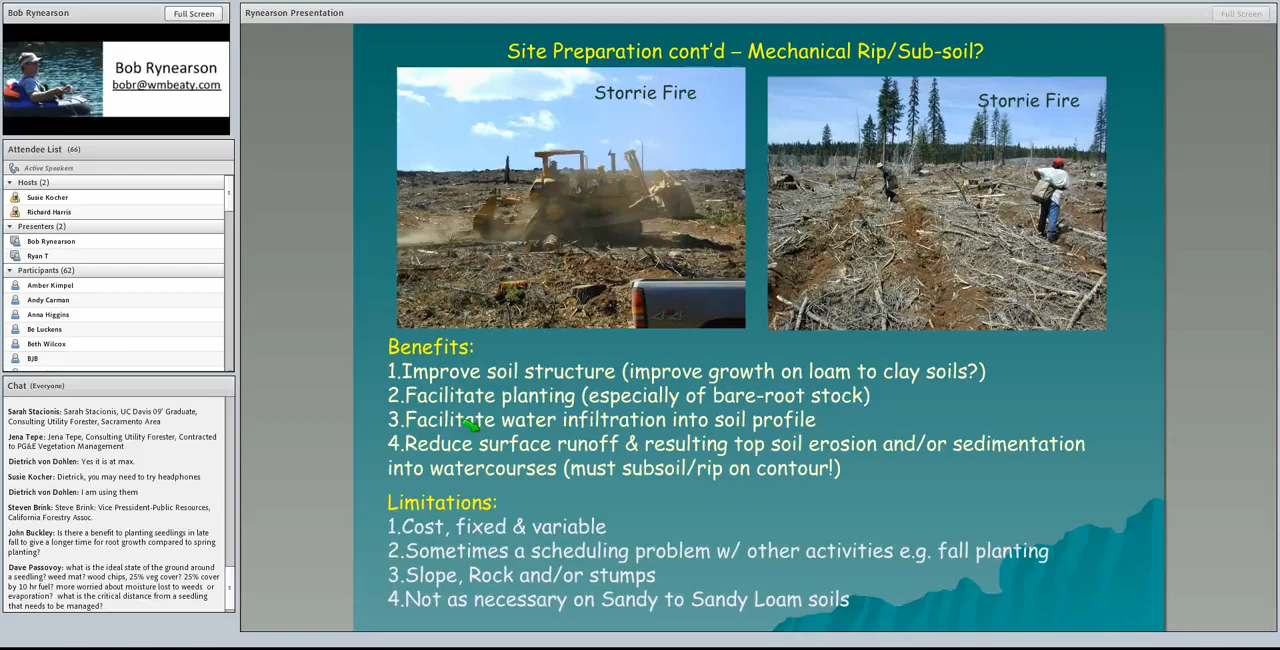 Bob Rynearson
Full Screen
Bob Rynearson
bobr@wmbeaty.com
Attendee List (66)
Active Speakers
Hosts (2)
Susie Kocher
Richard Harris
Presenters (2)
Bob Rynearson
Ryan T
Participants (62)
Amber Kimpel
Andy Carman
Anna Higgins
Be Luckens
Beth Wilcox
BJB
Chat (Everyone)
Sarah Stacionis: Sarah Stacionis, UC Davis 09' Graduate,
Consulting Utility Forester, Sacramento Area
Jena Tepe: Jena Tepe, Consulting Utility Forester, Contracted
to PG&E Vegetation Management
Dietrich von Dohlen: Yes it is at max.
Susie Kocher: Dietrick, you may need to try headphones
Dietrich von Dohlen: I am using them
Steven Brink: Steve Brink: Vice President-Public Resources,
California Forestry Assoc.
John Buckley: Is there a benefit to planting seedlings in late
fall to give a longer time for root growth compared to spring
planting?
Dave Passovoy: what is the ideal state of the ground around
a seedling? weed mat? wood chips, 25% veg cover? 25% cover
by 10 hr fuel? more worried about moisture lost to weeds or
evaporation? what is the critical distance from a seedling
that needs to be managed?
Rynearson Presentation
Full Screen
Site Preparation cont'd – Mechanical Rip/Sub-soil?
Storrie Fire
Storrie Fire
Benefits:
1.Improve soil structure (improve growth on loam to clay soils?)
2.Facilitate planting (especially of bare-root stock)
3.Facilitate water infiltration into soil profile
4.Reduce surface runoff & resulting top soil erosion and/or sedimentation
into watercourses (must subsoil/rip on contour!)
Limitations:
1.Cost, fixed & variable
2.Sometimes a scheduling problem w/ other activities e.g. fall planting
3.Slope, Rock and/or stumps
4.Not as necessary on Sandy to Sandy Loam soils